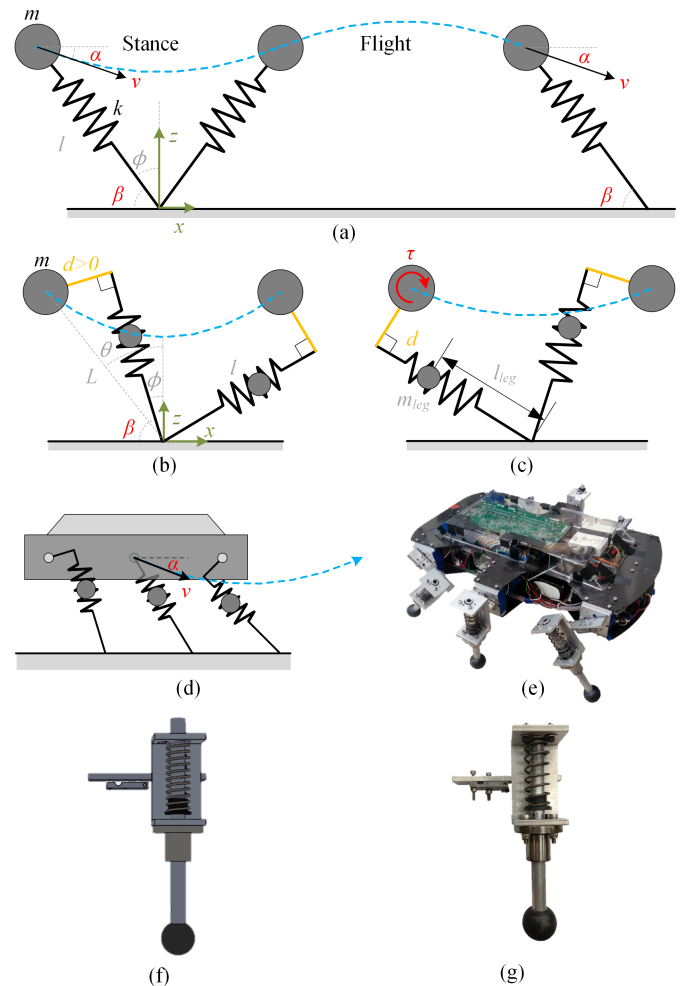 m
Stance
Flight
α
v
α
v
k
l
ϕ
z
β
β
x
(a)
m
d>0
τ
θ
L
l
ϕ
d
l_leg
m_leg
β
z
x
(b)
(c)
α
v
(d)
(e)
(f)
(g)